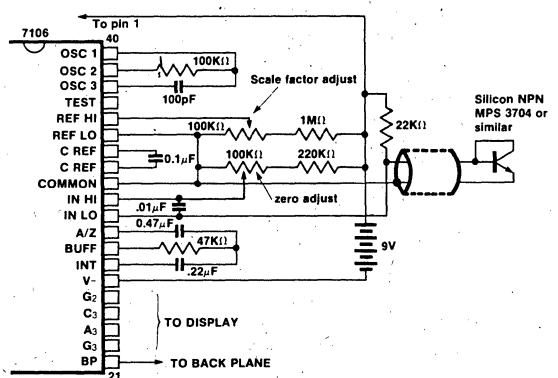 To pin 1
7106
40
OSC 1
OSC 2
100KΩ
OSC 3
100pF
Scale factor adjust
TEST
REF HI
REF LO
100KΩ
1MΩ
22KΩ
Silicon NPN
MPS 3704 or
similar
C REF
0.1μF
C REF
100KΩ
220KΩ
COMMON
zero adjust
IN HI
.01μF
IN LO
0.47μF
A/Z
BUFF
47KΩ
9V
INT
.22μF
V-
G2
C3
TO DISPLAY
A3
G3
BP
TO BACK PLANE
21